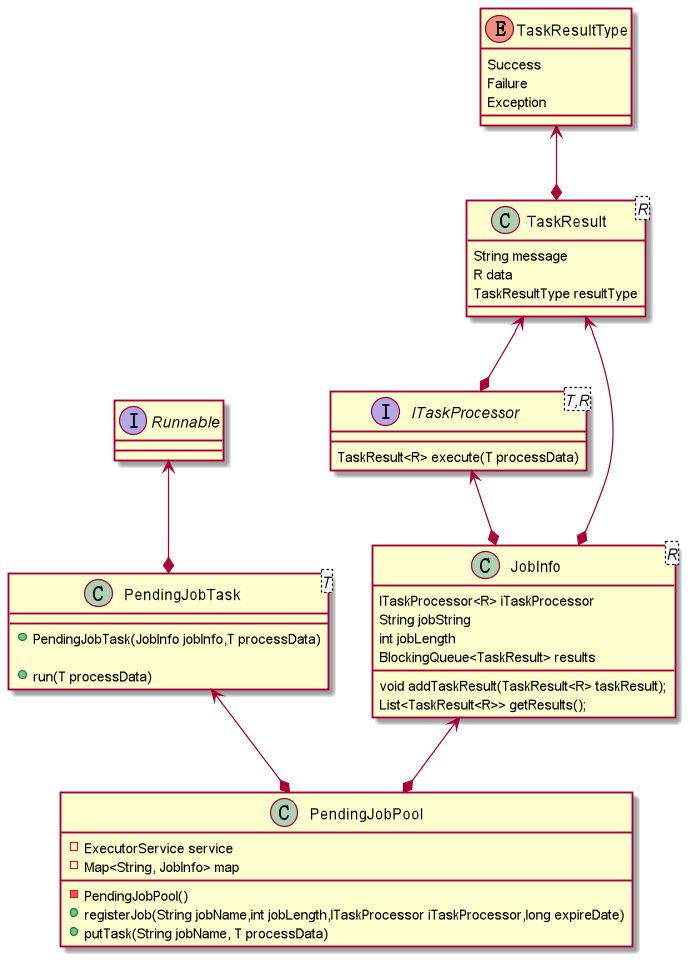 E TaskResultType
Success
Failure
Exception
C TaskResult R
String message
R data
TaskResultType resultType
I Runnable
I ITaskProcessor T,R
TaskResult<R> execute(T processData)
C PendingJobTask T
PendingJobTask(JobInfo jobInfo,T processData)
run(T processData)
C JobInfo R
ITaskProcessor<R> iTaskProcessor
String jobString
int jobLength
BlockingQueue<TaskResult> results
void addTaskResult(TaskResult<R> taskResult);
List<TaskResult<R>> getResults();
C PendingJobPool
ExecutorService service
Map<String, JobInfo> map
PendingJobPool()
registerJob(String jobName,int jobLength,ITaskProcessor iTaskProcessor,long expireDate)
putTask(String jobName, T processData)